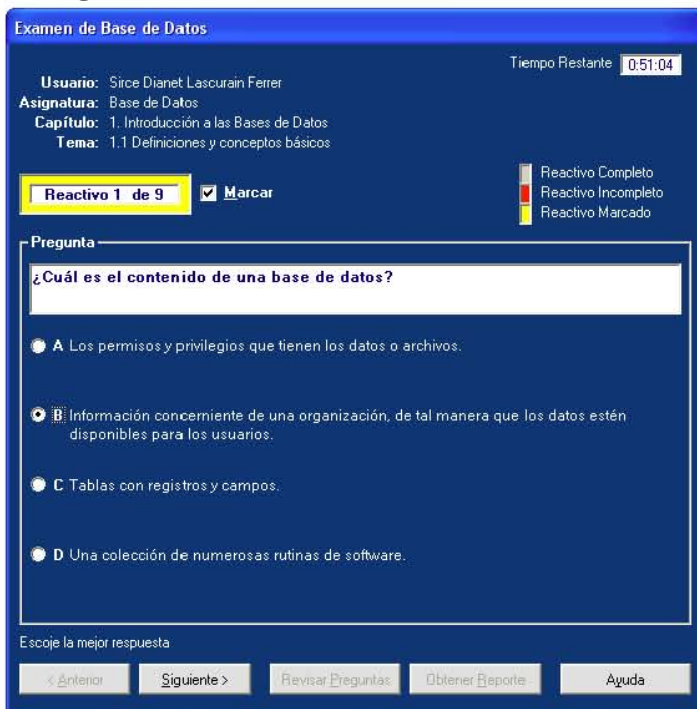 Examen de Base de Datos
Tiempo Restante 0:51:04
Usuario: Sirce Dianet Lascurain Ferrer
Asignatura: Base de Datos
Capítulo: 1. Introducción a las Bases de Datos
Tema: 1.1 Definiciones y conceptos básicos
Reactivo 1 de 9
Marcar
Reactivo Completo
Reactivo Incompleto
Reactivo Marcado
Pregunta
¿Cuál es el contenido de una base de datos?
A Los permisos y privilegios que tienen los datos o archivos.
B Información concerniente de una organización, de tal manera que los datos estén
disponibles para los usuarios.
C Tablas con registros y campos.
D Una colección de numerosas rutinas de software.
Escoje la mejor respuesta
< Anterior
Siguiente >
Revisar Preguntas
Obtener Reporte
Ayuda